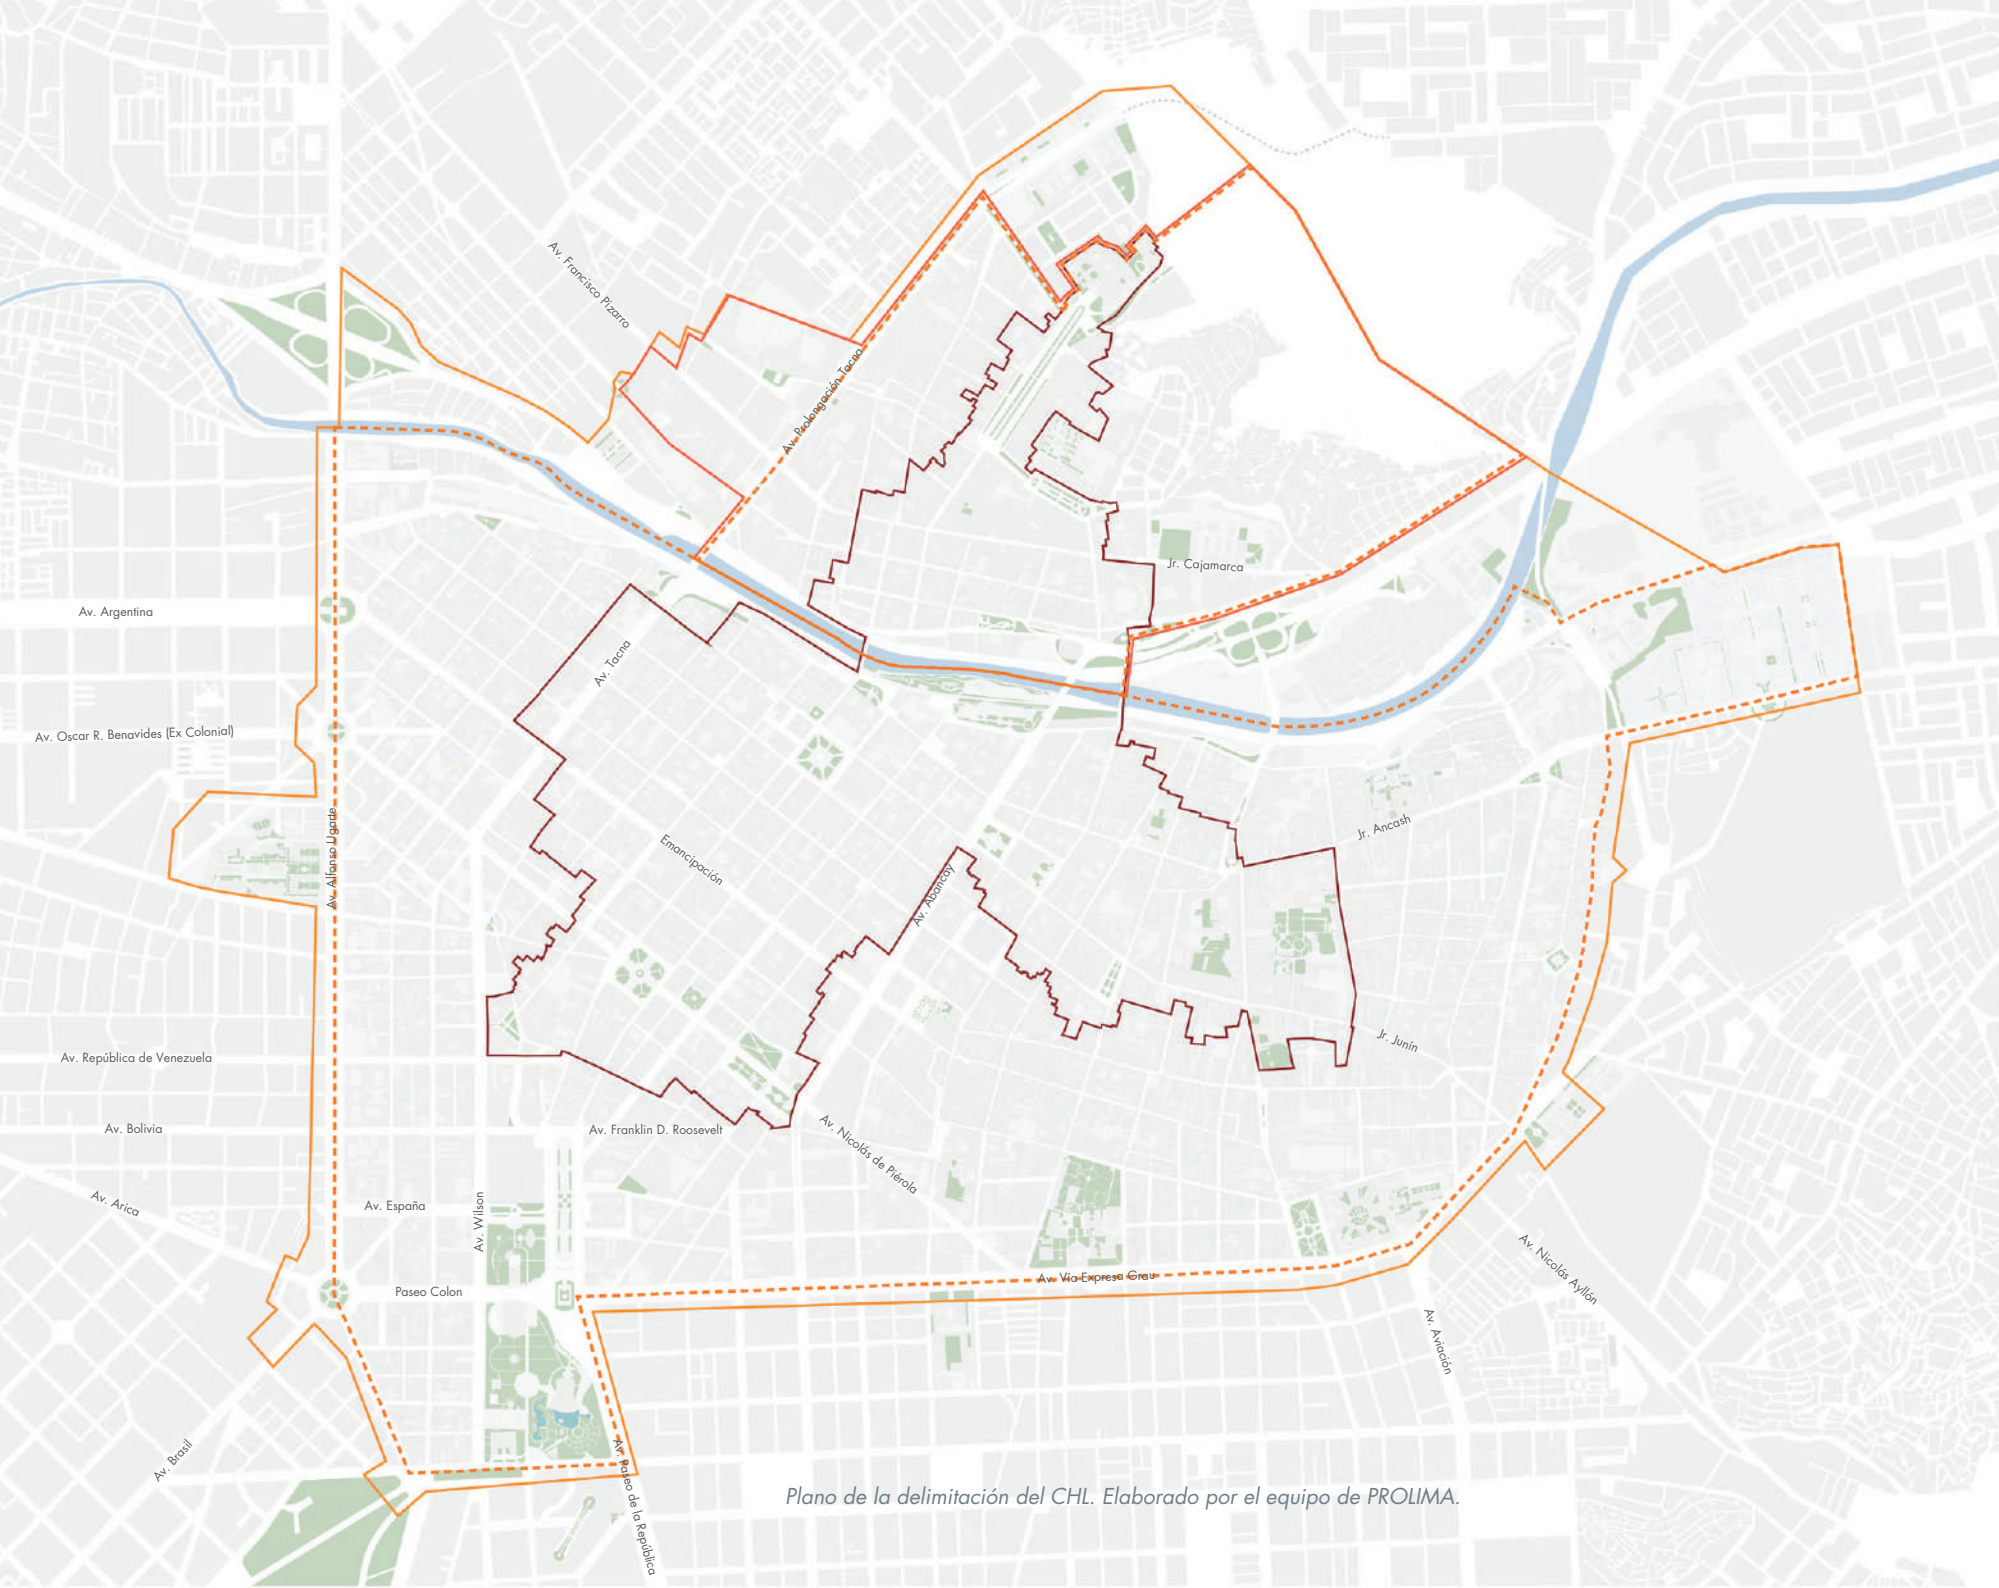 Av. Francisco Pizarro
Av. Prolongación Tacna
Jr. Cajamarca
Av. Argentina
Av. Tacna
Av. Oscar R. Benavides (Ex Colonial)
Av. Alfonso Ugarte
Emancipación
Jr. Ancash
Av. Abancay
Jr. Junín
Av. República de Venezuela
Av. Bolivia
Av. Franklin D. Roosevelt
Av. Nicolás de Piérola
Av. Arica
Av. España
Av. Wilson
Av. Vía Expresa Grau
Av. Nicolás Ayllón
Paseo Colon
Av. Aviación
Av. Brasil
Av. Paseo de la República
Plano de la delimitación del CHL. Elaborado por el equipo de PROLIMA.